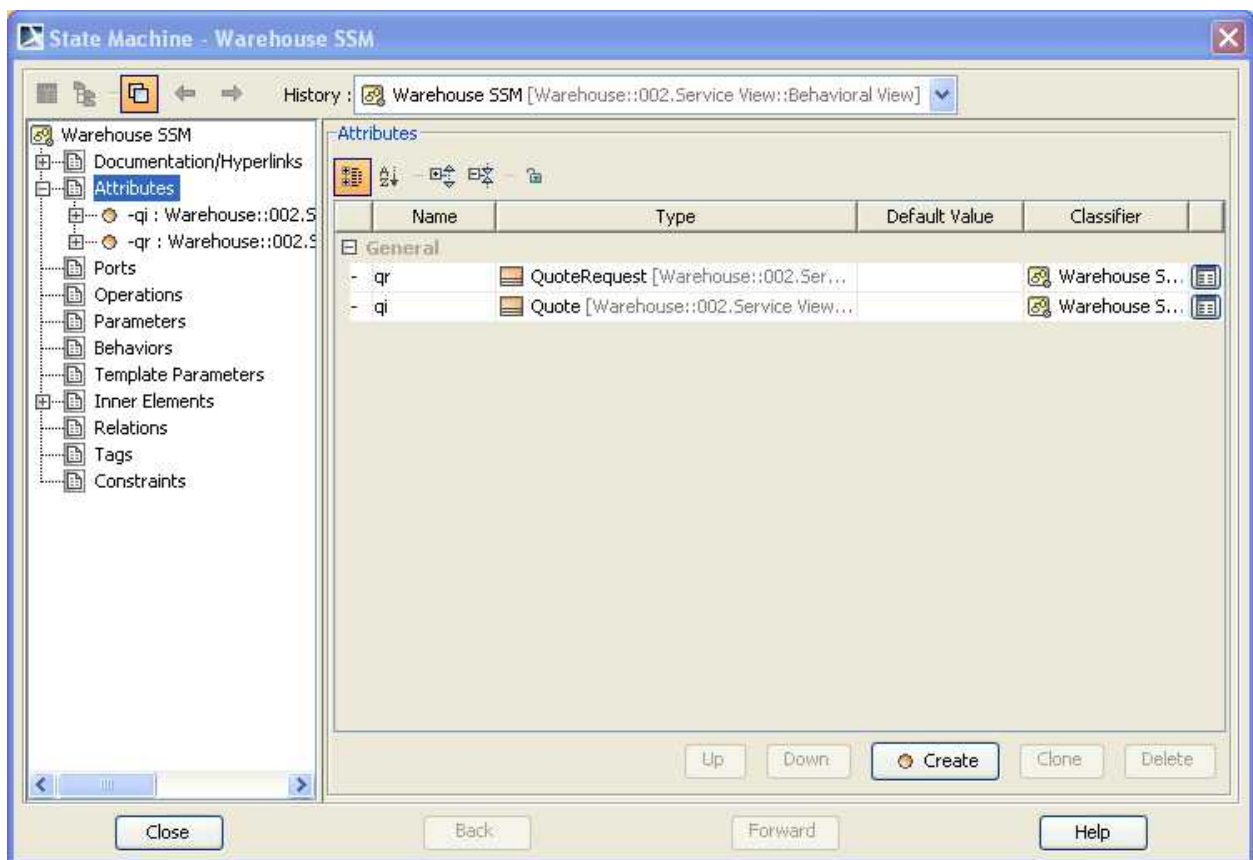 State Machine - Warehouse SSM
History : Warehouse SSM [Warehouse::002.Service View::Behavioral View]
Warehouse SSM
Documentation/Hyperlinks
Attributes
-qi : Warehouse::002.S
-qr : Warehouse::002.S
Ports
Operations
Parameters
Behaviors
Template Parameters
Inner Elements
Relations
Tags
Constraints
Attributes
Name Type Default Value Classifier
General
- qr QuoteRequest [Warehouse::002.Ser... Warehouse S...
- qi Quote [Warehouse::002.Service View... Warehouse S...
Up Down Create Clone Delete
Close Back Forward Help